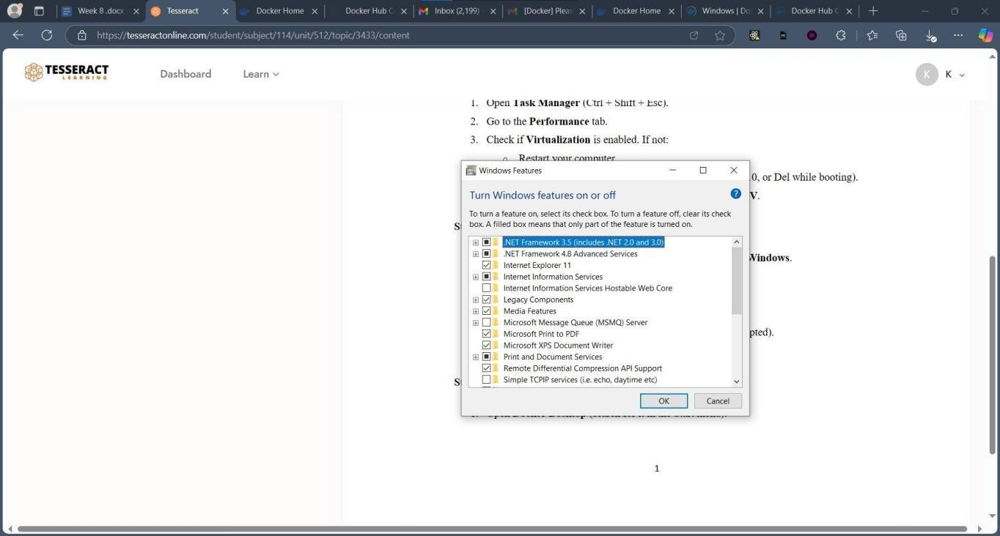 Week 8 .docx
Tesseract
Docker Home
Docker Hub C
Inbox (2,199)
[Docker] Pleas
Docker Home
Windows | Do
Docker Hub C
https://tesseractonline.com/student/subject/114/unit/512/topic/3433/content
TESSERACT
LEARNING
Dashboard
Learn
K
K
1. Open Task Manager (Ctrl + Shift + Esc).
2. Go to the Performance tab.
3. Check if Virtualization is enabled. If not:
o Restart your computer
0, or Del while booting).
V.
Windows.
pted).
Windows Features
Turn Windows features on or off
To turn a feature on, select its check box. To turn a feature off, clear its check
box. A filled box means that only part of the feature is turned on.
.NET Framework 3.5 (includes .NET 2.0 and 3.0)
.NET Framework 4.8 Advanced Services
Internet Explorer 11
Internet Information Services
Internet Information Services Hostable Web Core
Legacy Components
Media Features
Microsoft Message Queue (MSMQ) Server
Microsoft Print to PDF
Microsoft XPS Document Writer
Print and Document Services
Remote Differential Compression API Support
Simple TCPIP services (i.e. echo, daytime etc)
OK
Cancel
1